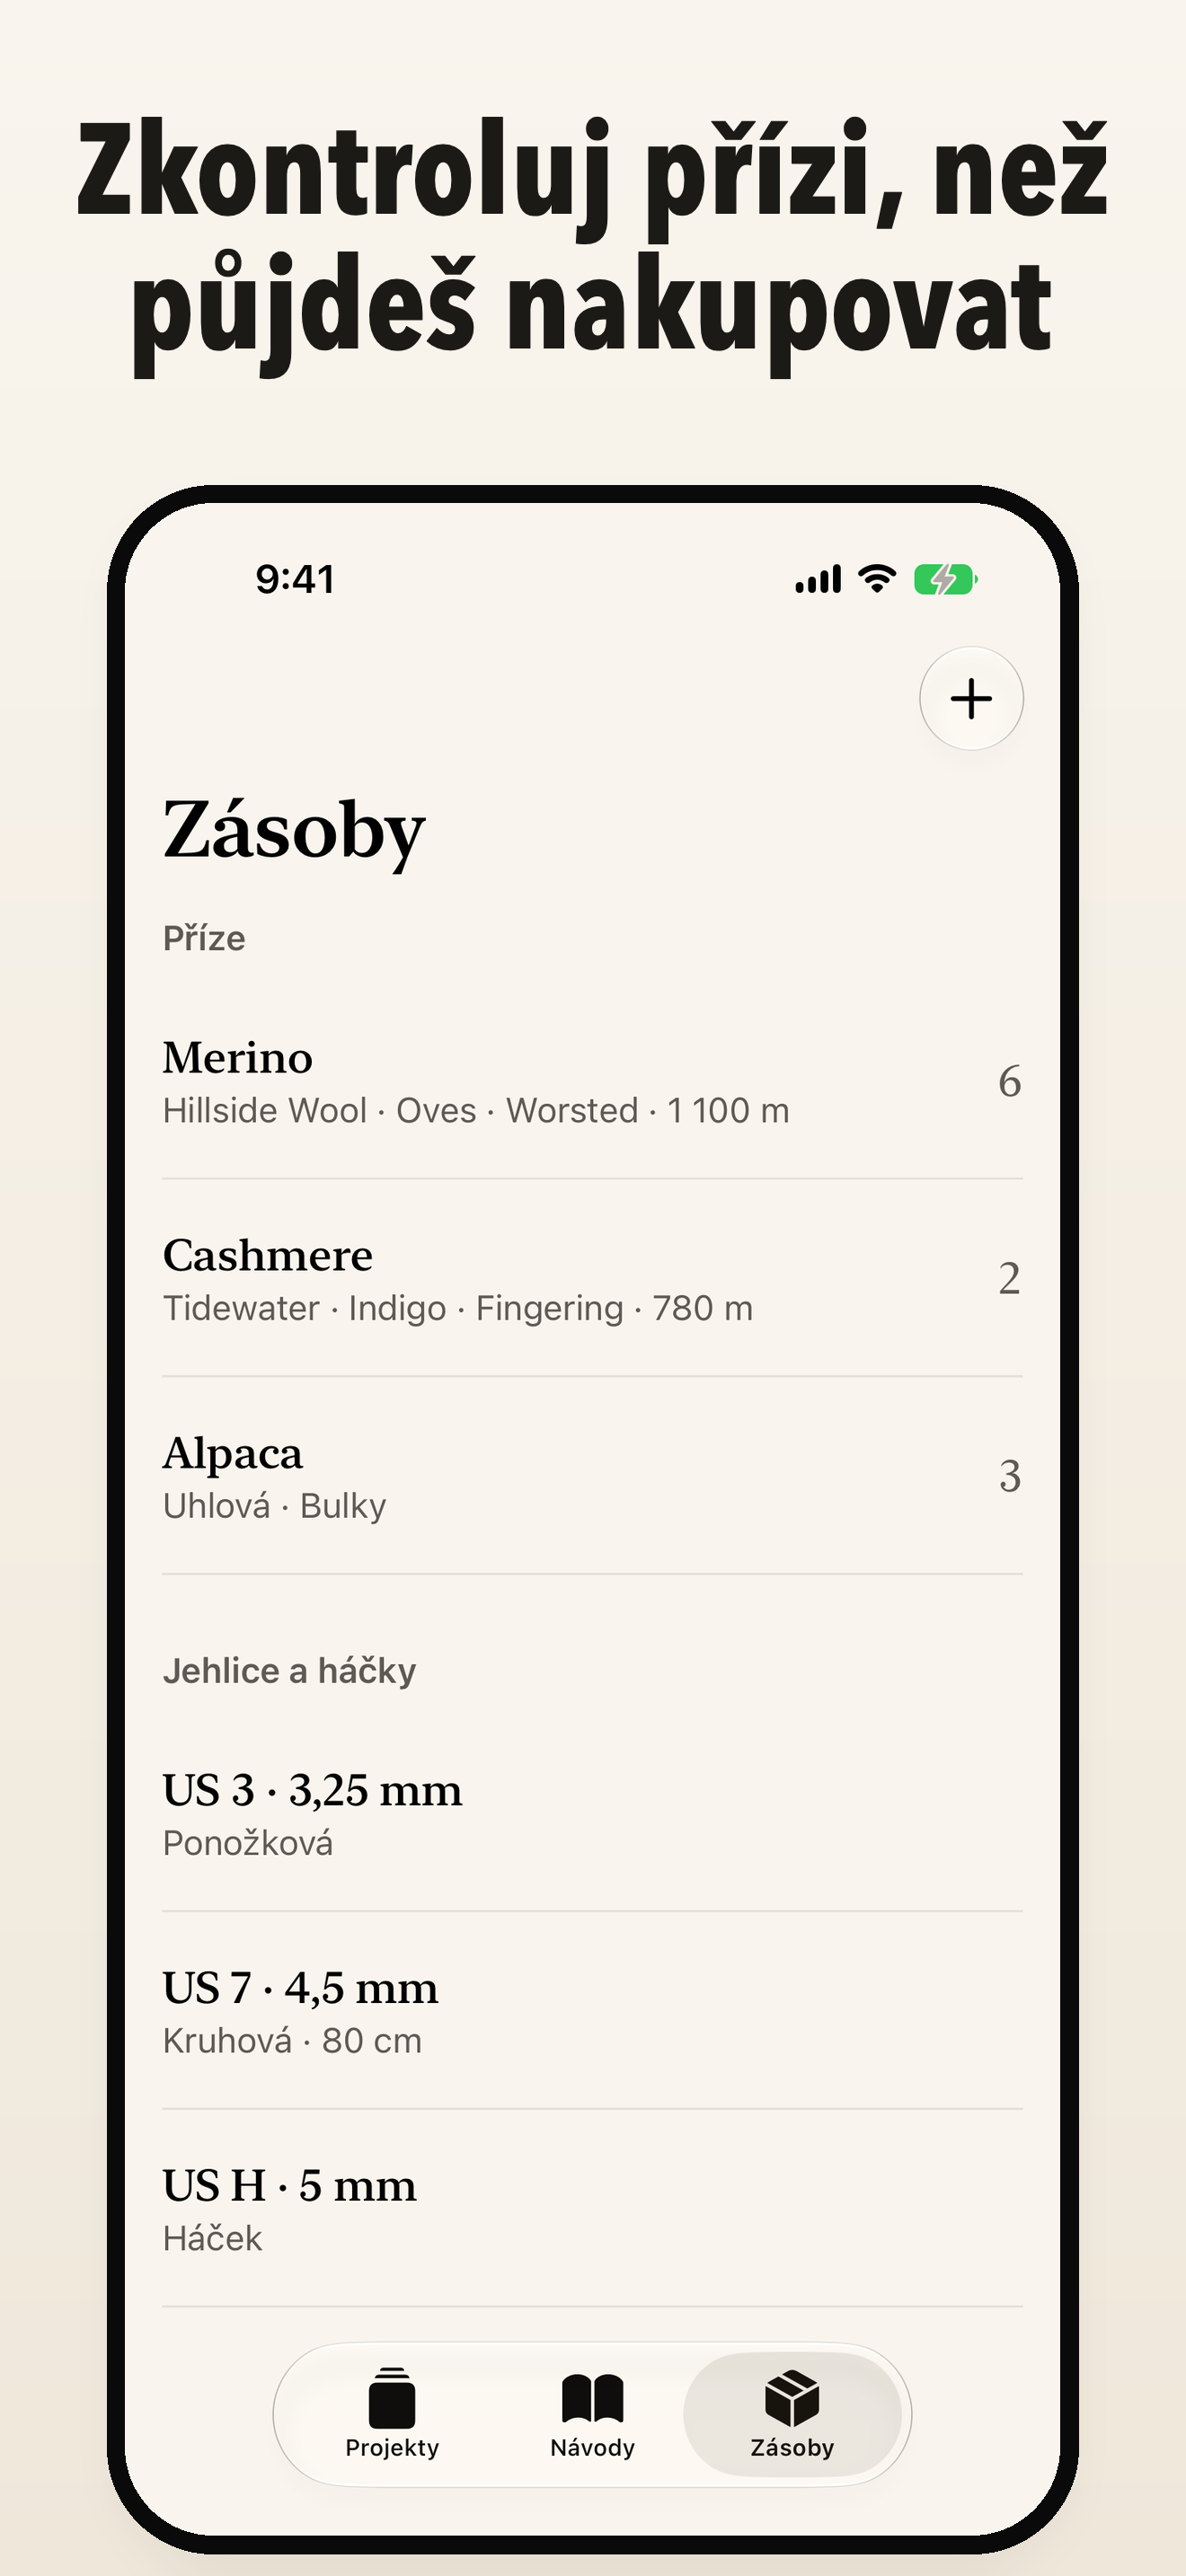 Zkontroluj přízi, než
půjdeš nakupovat
9:41
Zásoby
Příze
Merino
Hillside Wool · Oves · Worsted · 1 100 m
6
Cashmere
Tidewater · Indigo · Fingering · 780 m
2
Alpaca
Uhlová · Bulky
3
Jehlice a háčky
US 3 · 3,25 mm
Ponožková
US 7 · 4,5 mm
Kruhová · 80 cm
US H · 5 mm
Háček
Projekty
Návody
Zásoby